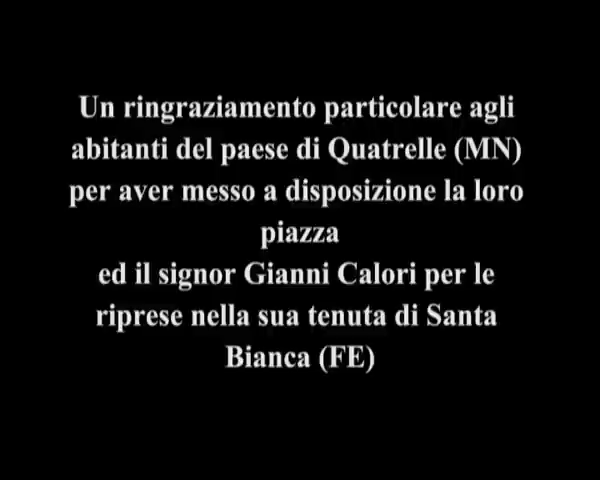 Un ringraziamento particolare agli
abitanti del paese di Quatrelle (MN)
per aver messo a disposizione la loro
piazza
ed il signor Gianni Calori per le
riprese nella sua tenuta di Santa
Bianca (FE)